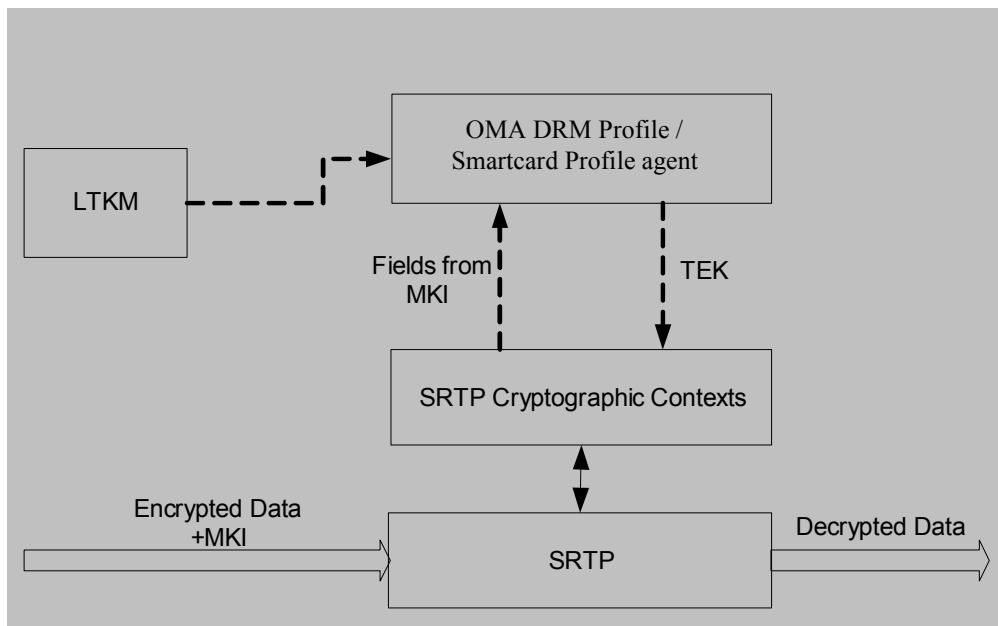 OMA DRM Profile /
Smartcard Profile agent
LTKM
Fields from
MKI
TEK
SRTP Cryptographic Contexts
Encrypted Data
+MKI
SRTP
Decrypted Data